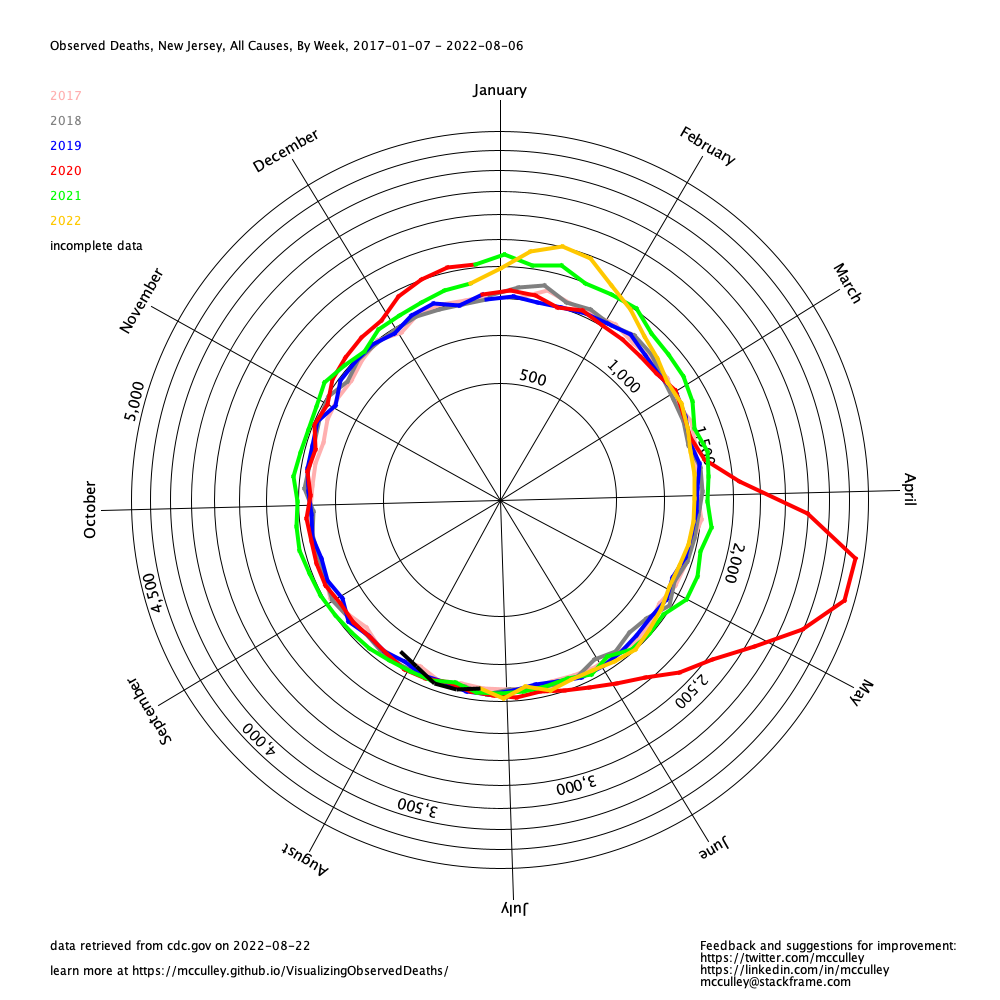 Observed Deaths, New Jersey, All Causes, By Week, 2017-01-07 - 2022-08-06
2017
2018
2019
2020
2021
2022
incomplete data
January
February
March
April
May
June
July
August
September
October
November
December
500
1,000
1,500
2,000
2,500
3,000
3,500
4,000
4,500
5,000
data retrieved from cdc.gov on 2022-08-22
learn more at https://mcculley.github.io/VisualizingObservedDeaths/
Feedback and suggestions for improvement:
https://twitter.com/mcculley
https://linkedin.com/in/mcculley
mcculley@stackframe.com